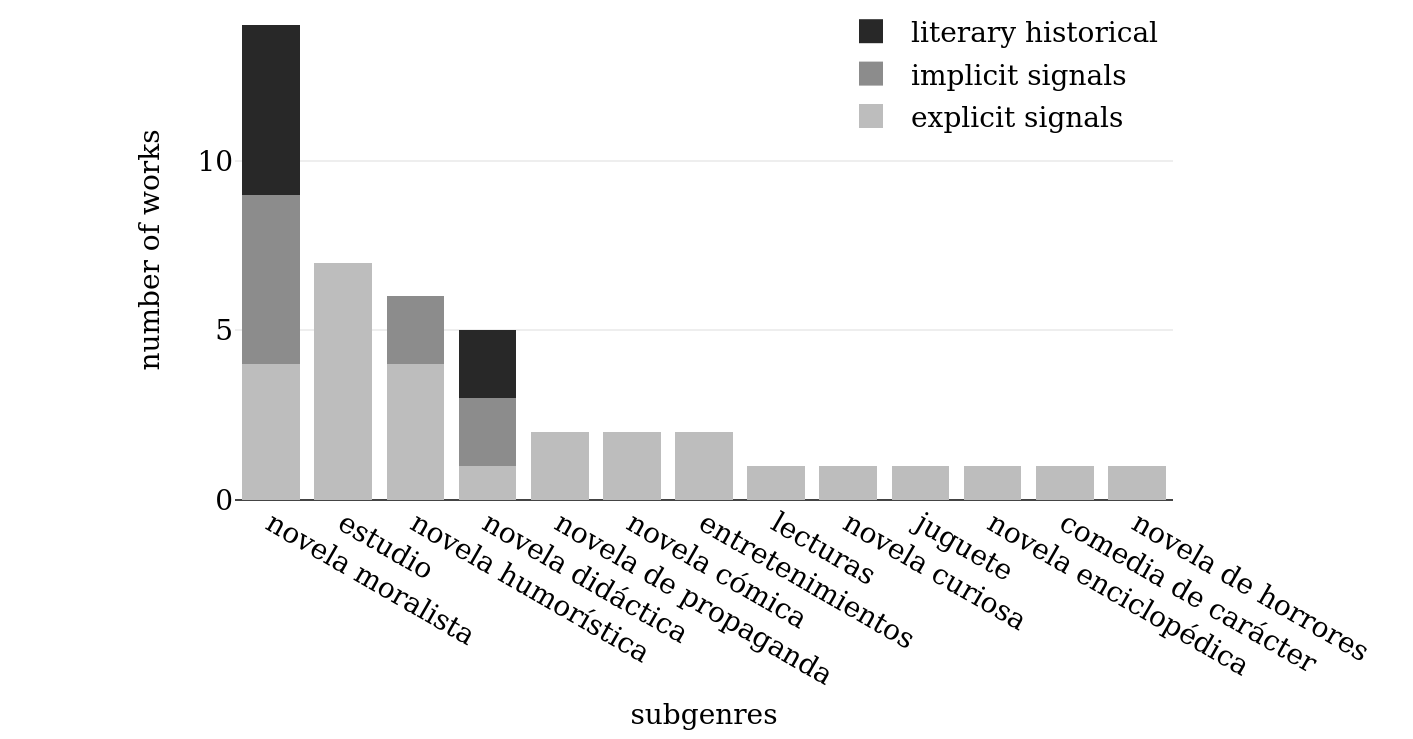 literary historical
implicit signals
explicit signals
number of works
10
5
0
novela moralista
estudio
novela humorística
novela didáctica
novela de propaganda
novela cómica
entretenimientos
lecturas
novela curiosa
juguete
novela enciclopédica
comedia de carácter
novela de horrores
subgenres